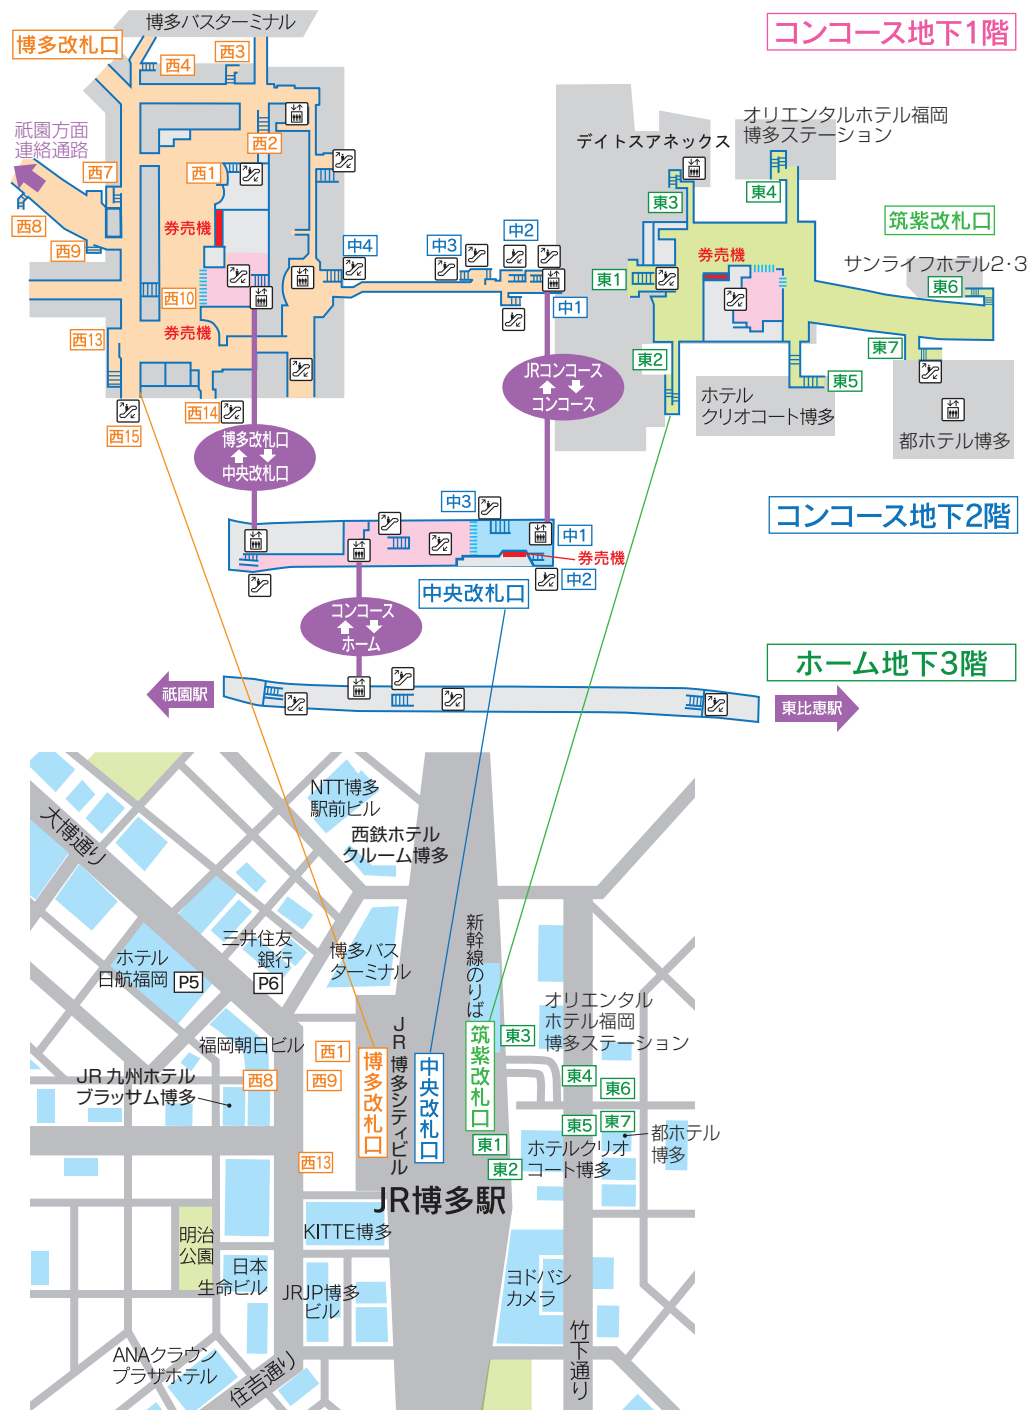 博多バスターミナル
コンコース地下1階
博多改札口
西4
西3
祇園方面
連絡通路
西2
西7
西1
西8
西9
券売機
西10
券売機
西13
西14
西15
中4
中3
中2
中1
オリエンタルホテル福岡
博多ステーション
デイトスアネックス
東3
東4
筑紫改札口
券売機
サンライフホテル2・3
東1
東6
東2
東7
東5
ホテル
クリオコート博多
都ホテル博多
JRコンコース
コンコース
博多改札口
中央改札口
コンコース地下2階
中3
中1
券売機
中2
中央改札口
コンコース
ホーム
ホーム地下3階
祇園駅
東比恵駅
NTT博多
駅前ビル
大博通り
西鉄ホテル
クルーム博多
三井住友
銀行
博多バス
ターミナル
新幹線のりば
ホテル
日航福岡
P5
P6
オリエンタル
ホテル福岡
博多ステーション
福岡朝日ビル
西1
JR博多シティビル
東3
筑紫改札口
博多改札口
中央改札口
JR九州ホテル
ブラッサム博多
西8
西9
東4
東6
東5
東7
東1
都ホテル
博多
ホテルクリオ
コート博多
西13
東2
JR博多駅
KITTE博多
明治
公園
日本
生命ビル
JRJP博多
ビル
ヨドバシ
カメラ
竹下通り
ANAクラウン
プラザホテル
住吉通り